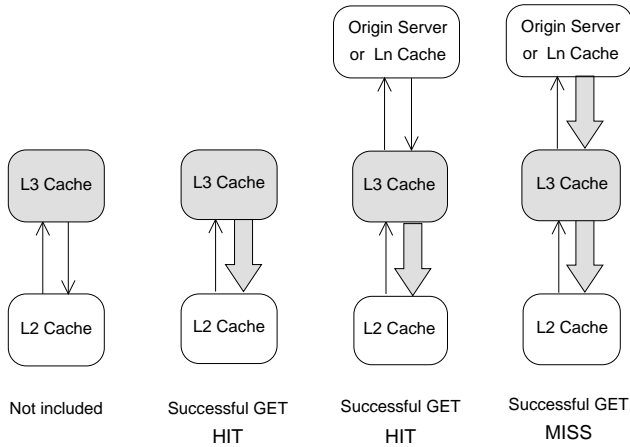 Origin Server
or Ln Cache
Origin Server
or Ln Cache
L3 Cache
L3 Cache
L3 Cache
L3 Cache
L2 Cache
L2 Cache
L2 Cache
L2 Cache
Not included
Successful GET
HIT
Successful GET
HIT
Successful GET
MISS